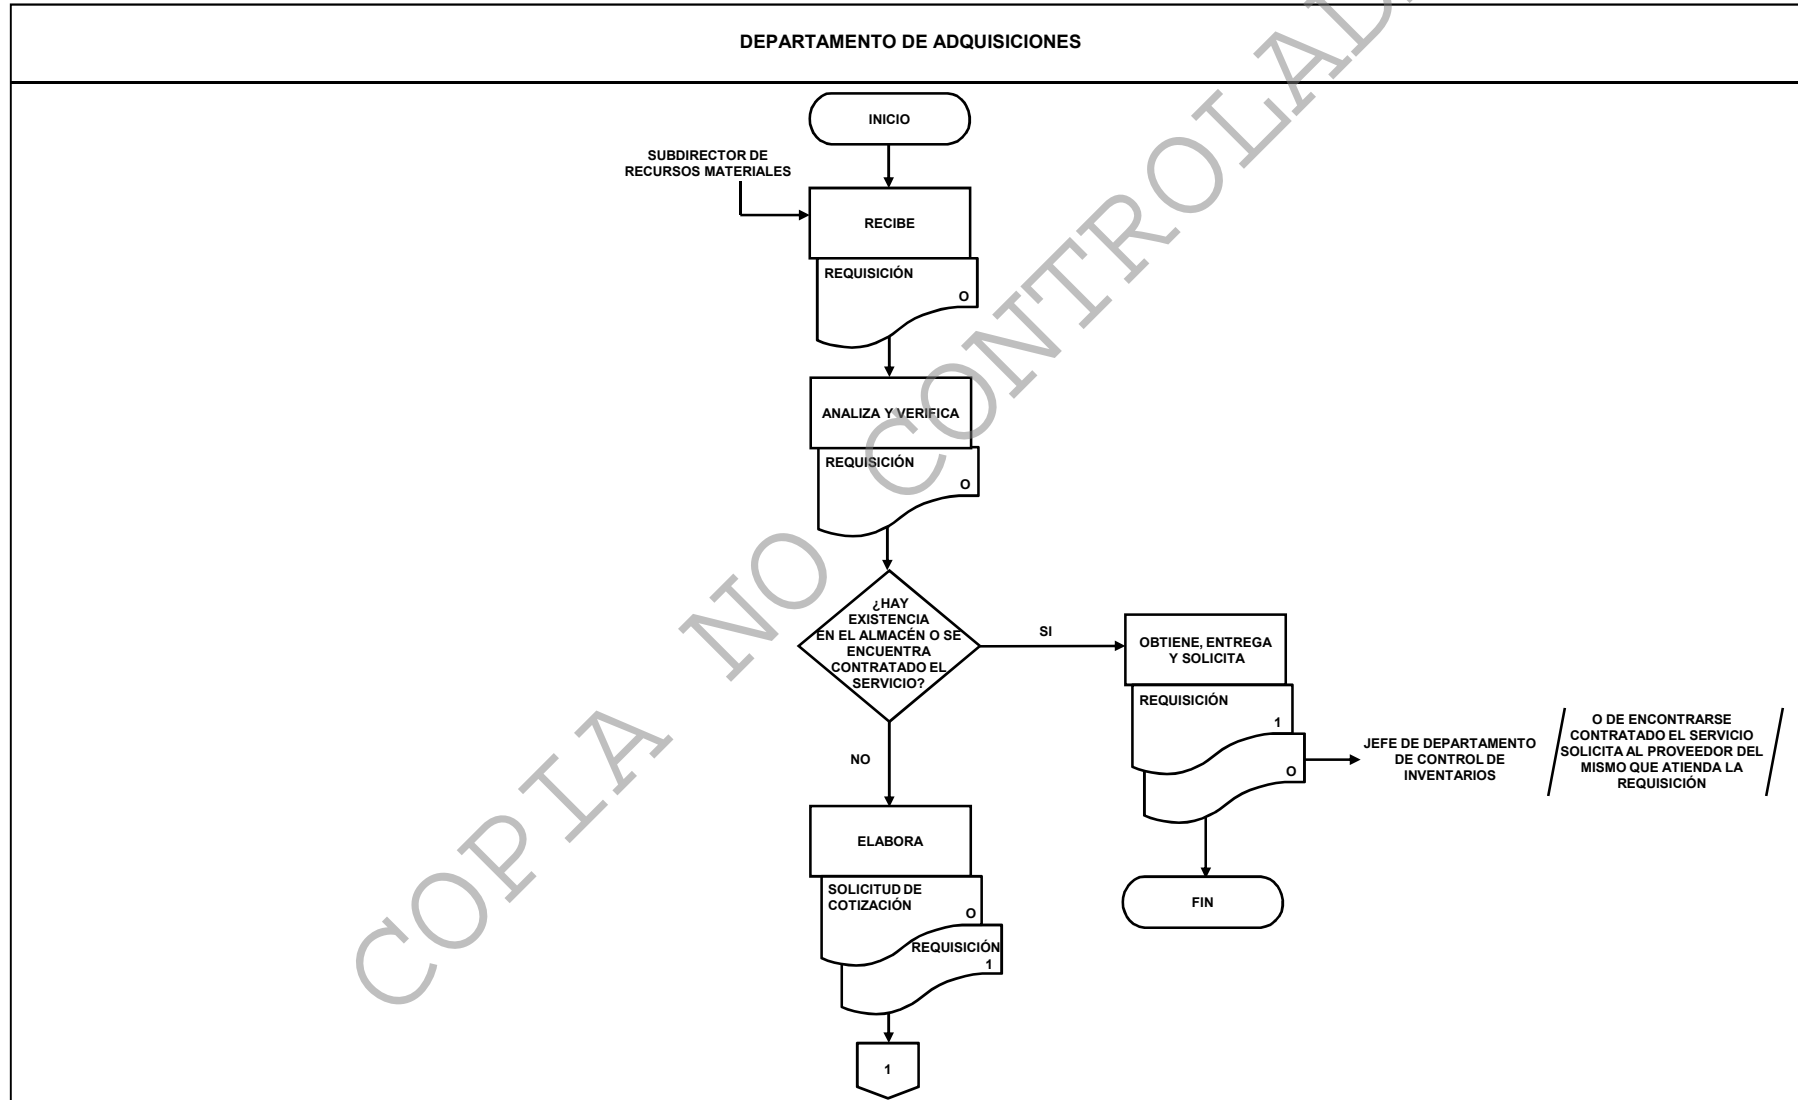 DEPARTAMENTO DE ADQUISICIONES
INICIO
SUBDIRECTOR DE
RECURSOS MATERIALES
RECIBE
REQUISICIÓN
O
ANALIZA Y VERIFICA
REQUISICIÓN
O
¿HAY
EXISTENCIA
EN EL ALMACÉN O SE
ENCUENTRA
CONTRATADO EL
SERVICIO?
SI
OBTIENE, ENTREGA
Y SOLICITA
REQUISICIÓN
1
O
JEFE DE DEPARTAMENTO
DE CONTROL DE
INVENTARIOS
O DE ENCONTRARSE
CONTRATADO EL SERVICIO
SOLICITA AL PROVEEDOR DEL
MISMO QUE ATIENDA LA
REQUISICIÓN
FIN
NO
ELABORA
SOLICITUD DE
COTIZACIÓN
O
REQUISICIÓN
1
1
COPIA NO CONTROLAD